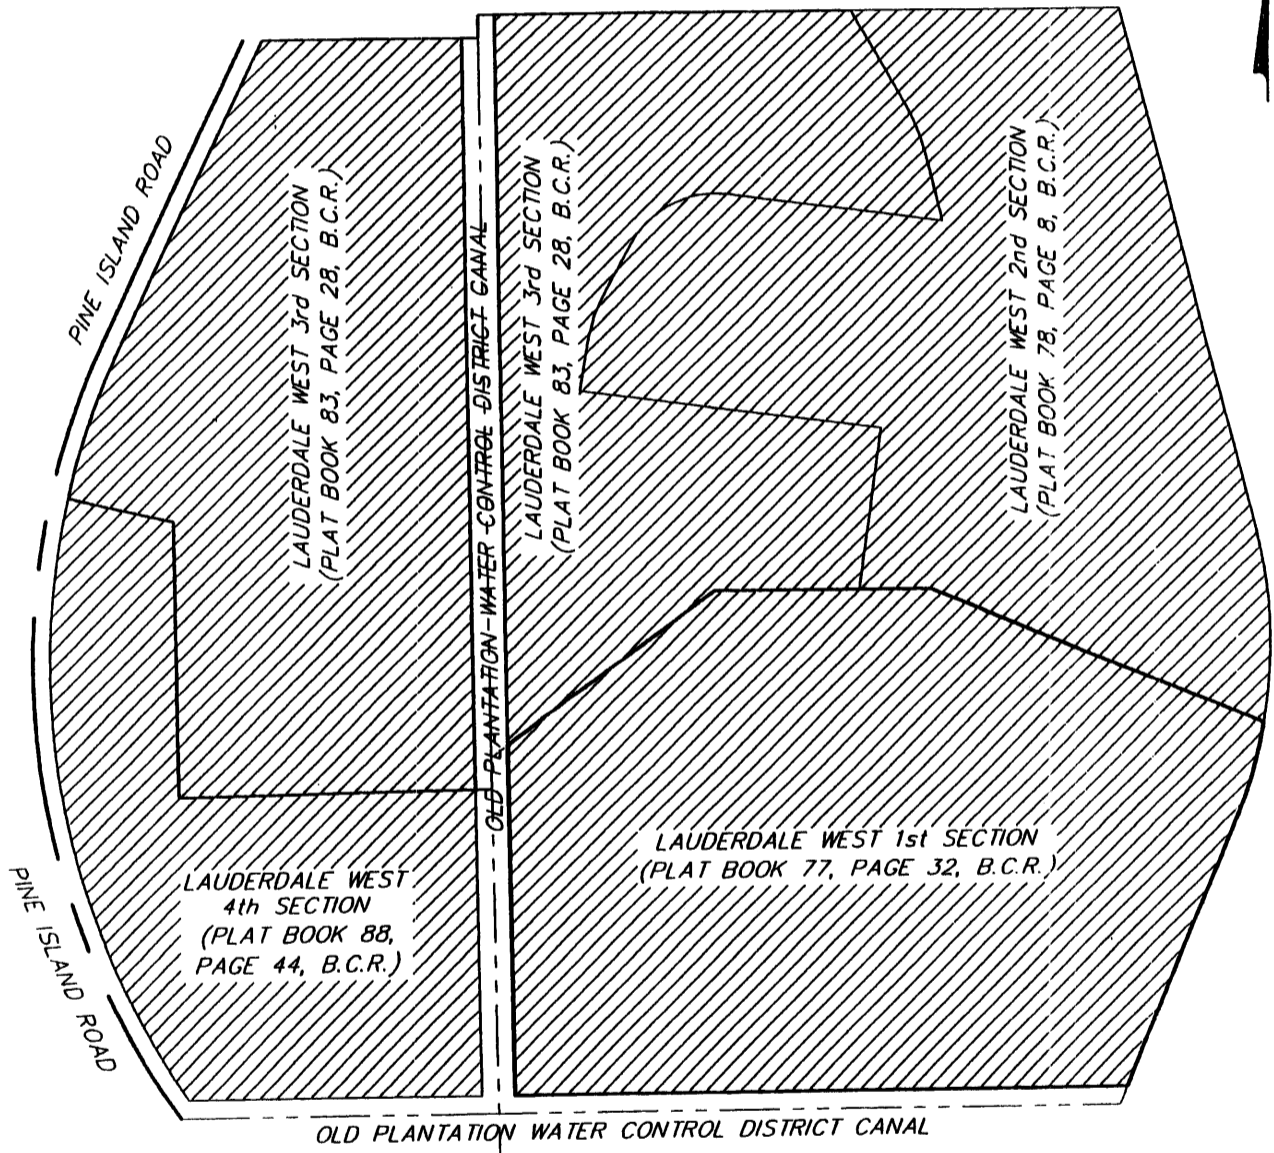 PINE ISLAND ROAD
LAUDERDALE WEST 3rd SECTION
(PLAT BOOK 83, PAGE 28, B.C.R.)
OLD PLANTATION WATER CONTROL DISTRICT CANAL
LAUDERDALE WEST 3rd SECTION
(PLAT BOOK 83, PAGE 28, B.C.R.)
LAUDERDALE WEST 2nd SECTION
(PLAT BOOK 78, PAGE 8, B.C.R.)
LAUDERDALE WEST 1st SECTION
(PLAT BOOK 77, PAGE 32, B.C.R.)
LAUDERDALE WEST
4th SECTION
(PLAT BOOK 88,
PAGE 44, B.C.R.)
PINE ISLAND ROAD
OLD PLANTATION WATER CONTROL DISTRICT CANAL